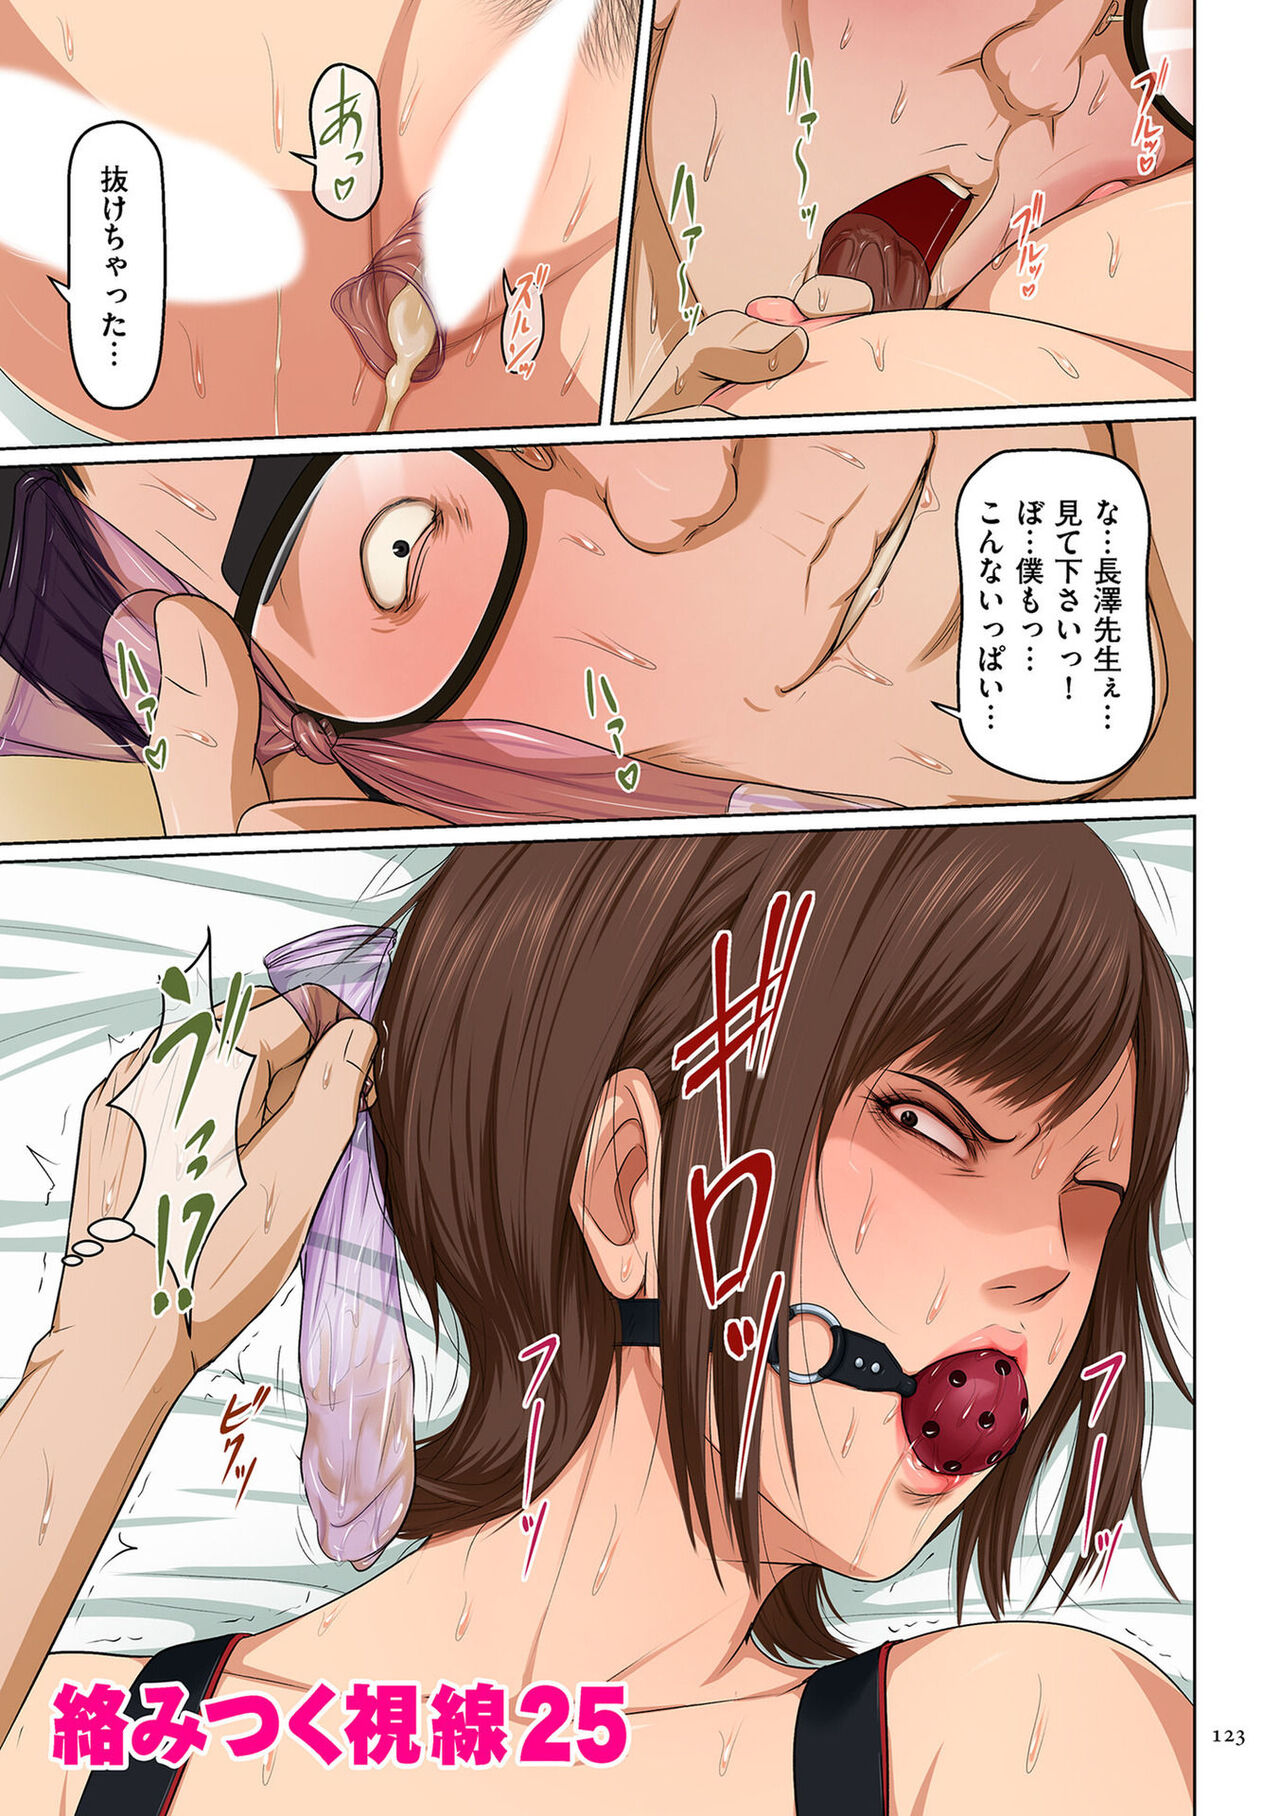 ハァ〜ッ
ハァ〜ッ
ブルッ♡
ブルッ♡
あっ♡
ズルンッ
抜けちゃった…
な…長澤先生ぇ…
見て下さいっ!
ぼ…僕もっ…
こんないっぱい…
ハァ♡
ハァ♡
ギロッ
う゛っ!?
ビクッ
フーッ
フーッ
絡みつく視線25
123